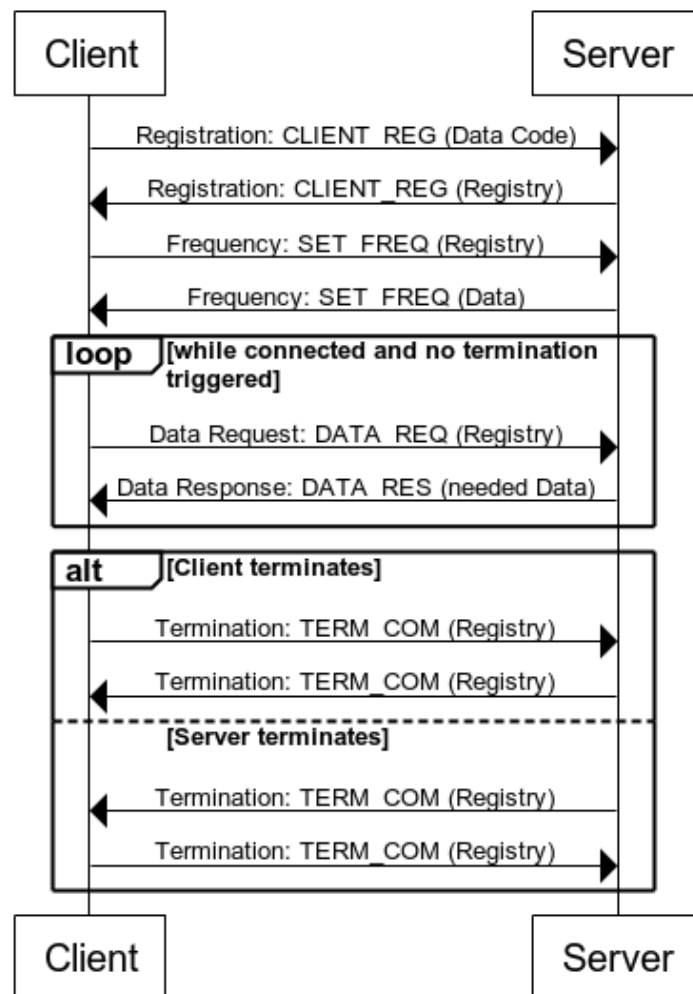 Client Server
Registration: CLIENT_REG (Data Code)
Registration: CLIENT_REG (Registry)
Frequency: SET_FREQ (Registry)
Frequency: SET_FREQ (Data)
loop [while connected and no termination
triggered]
Data Request: DATA_REQ (Registry)
Data Response: DATA_RES (needed Data)
alt [Client terminates]
Termination: TERM_COM (Registry)
Termination: TERM_COM (Registry)
[Server terminates]
Termination: TERM_COM (Registry)
Termination: TERM_COM (Registry)
Client Server